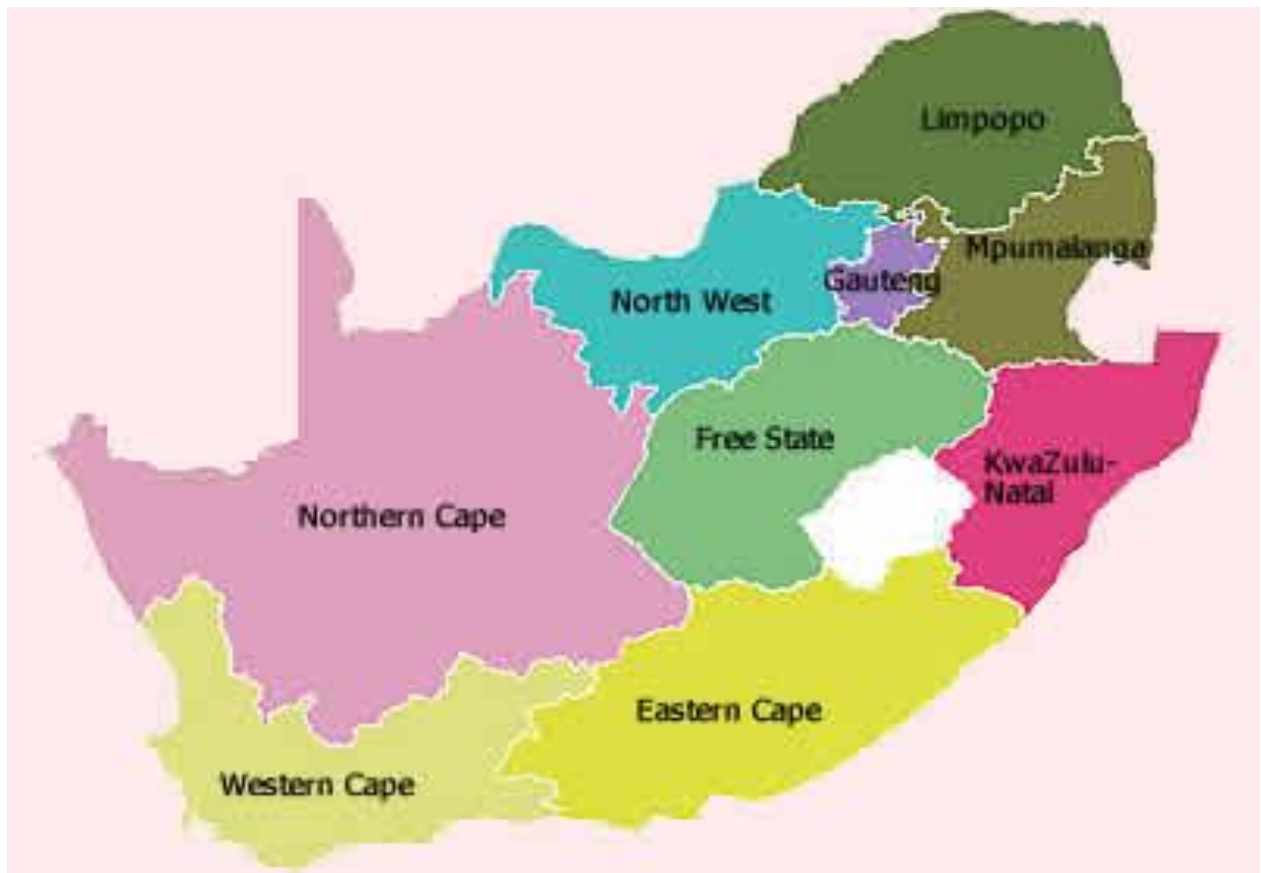 Limpopo
Mpumalanga
Gauteng
North West
Free State
KwaZulu-
Natal
Northern Cape
Eastern Cape
Western Cape